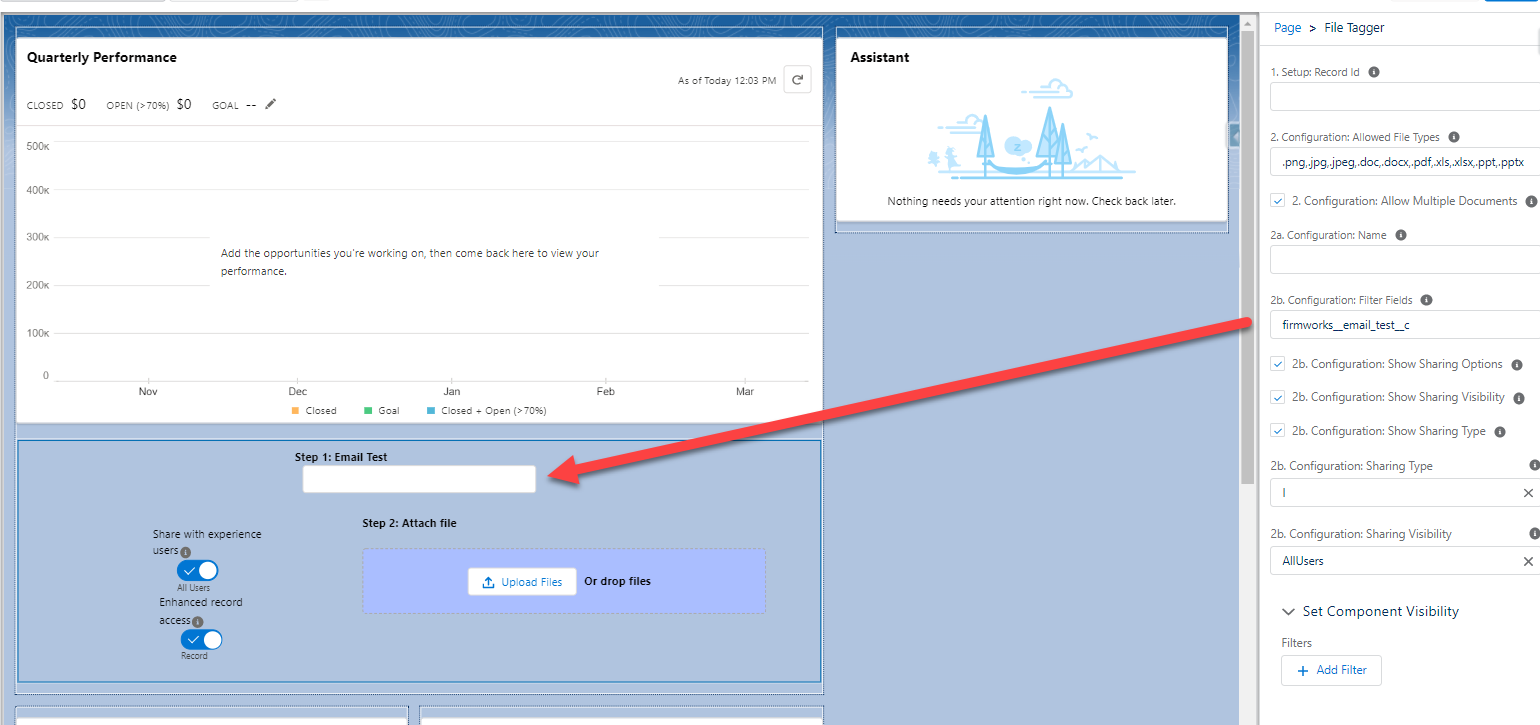 Quarterly Performance
As of Today 12:03 PM
CLOSED $0 OPEN (>70%) $0 GOAL --
500K
400K
300K
Add the opportunities you're working on, then come back here to view your
performance.
200K
100K
0
Nov Dec Jan Feb Mar
Closed Goal Closed + Open (>70%)
Step 1: Email Test
Share with experience
users
All Users
Enhanced record
access
Record
Step 2: Attach file
Upload Files Or drop files
Assistant
z
Nothing needs your attention right now. Check back later.
Page > File Tagger
1. Setup: Record Id
2. Configuration: Allowed File Types
.png,.jpg,.jpeg,.doc,.docx,.pdf,.xls,.xlsx,.ppt,.pptx
2. Configuration: Allow Multiple Documents
2a. Configuration: Name
2b. Configuration: Filter Fields
firmworks__email_test__c
2b. Configuration: Show Sharing Options
2b. Configuration: Show Sharing Visibility
2b. Configuration: Show Sharing Type
2b. Configuration: Sharing Type
I
2b. Configuration: Sharing Visibility
AllUsers
Set Component Visibility
Filters
Add Filter